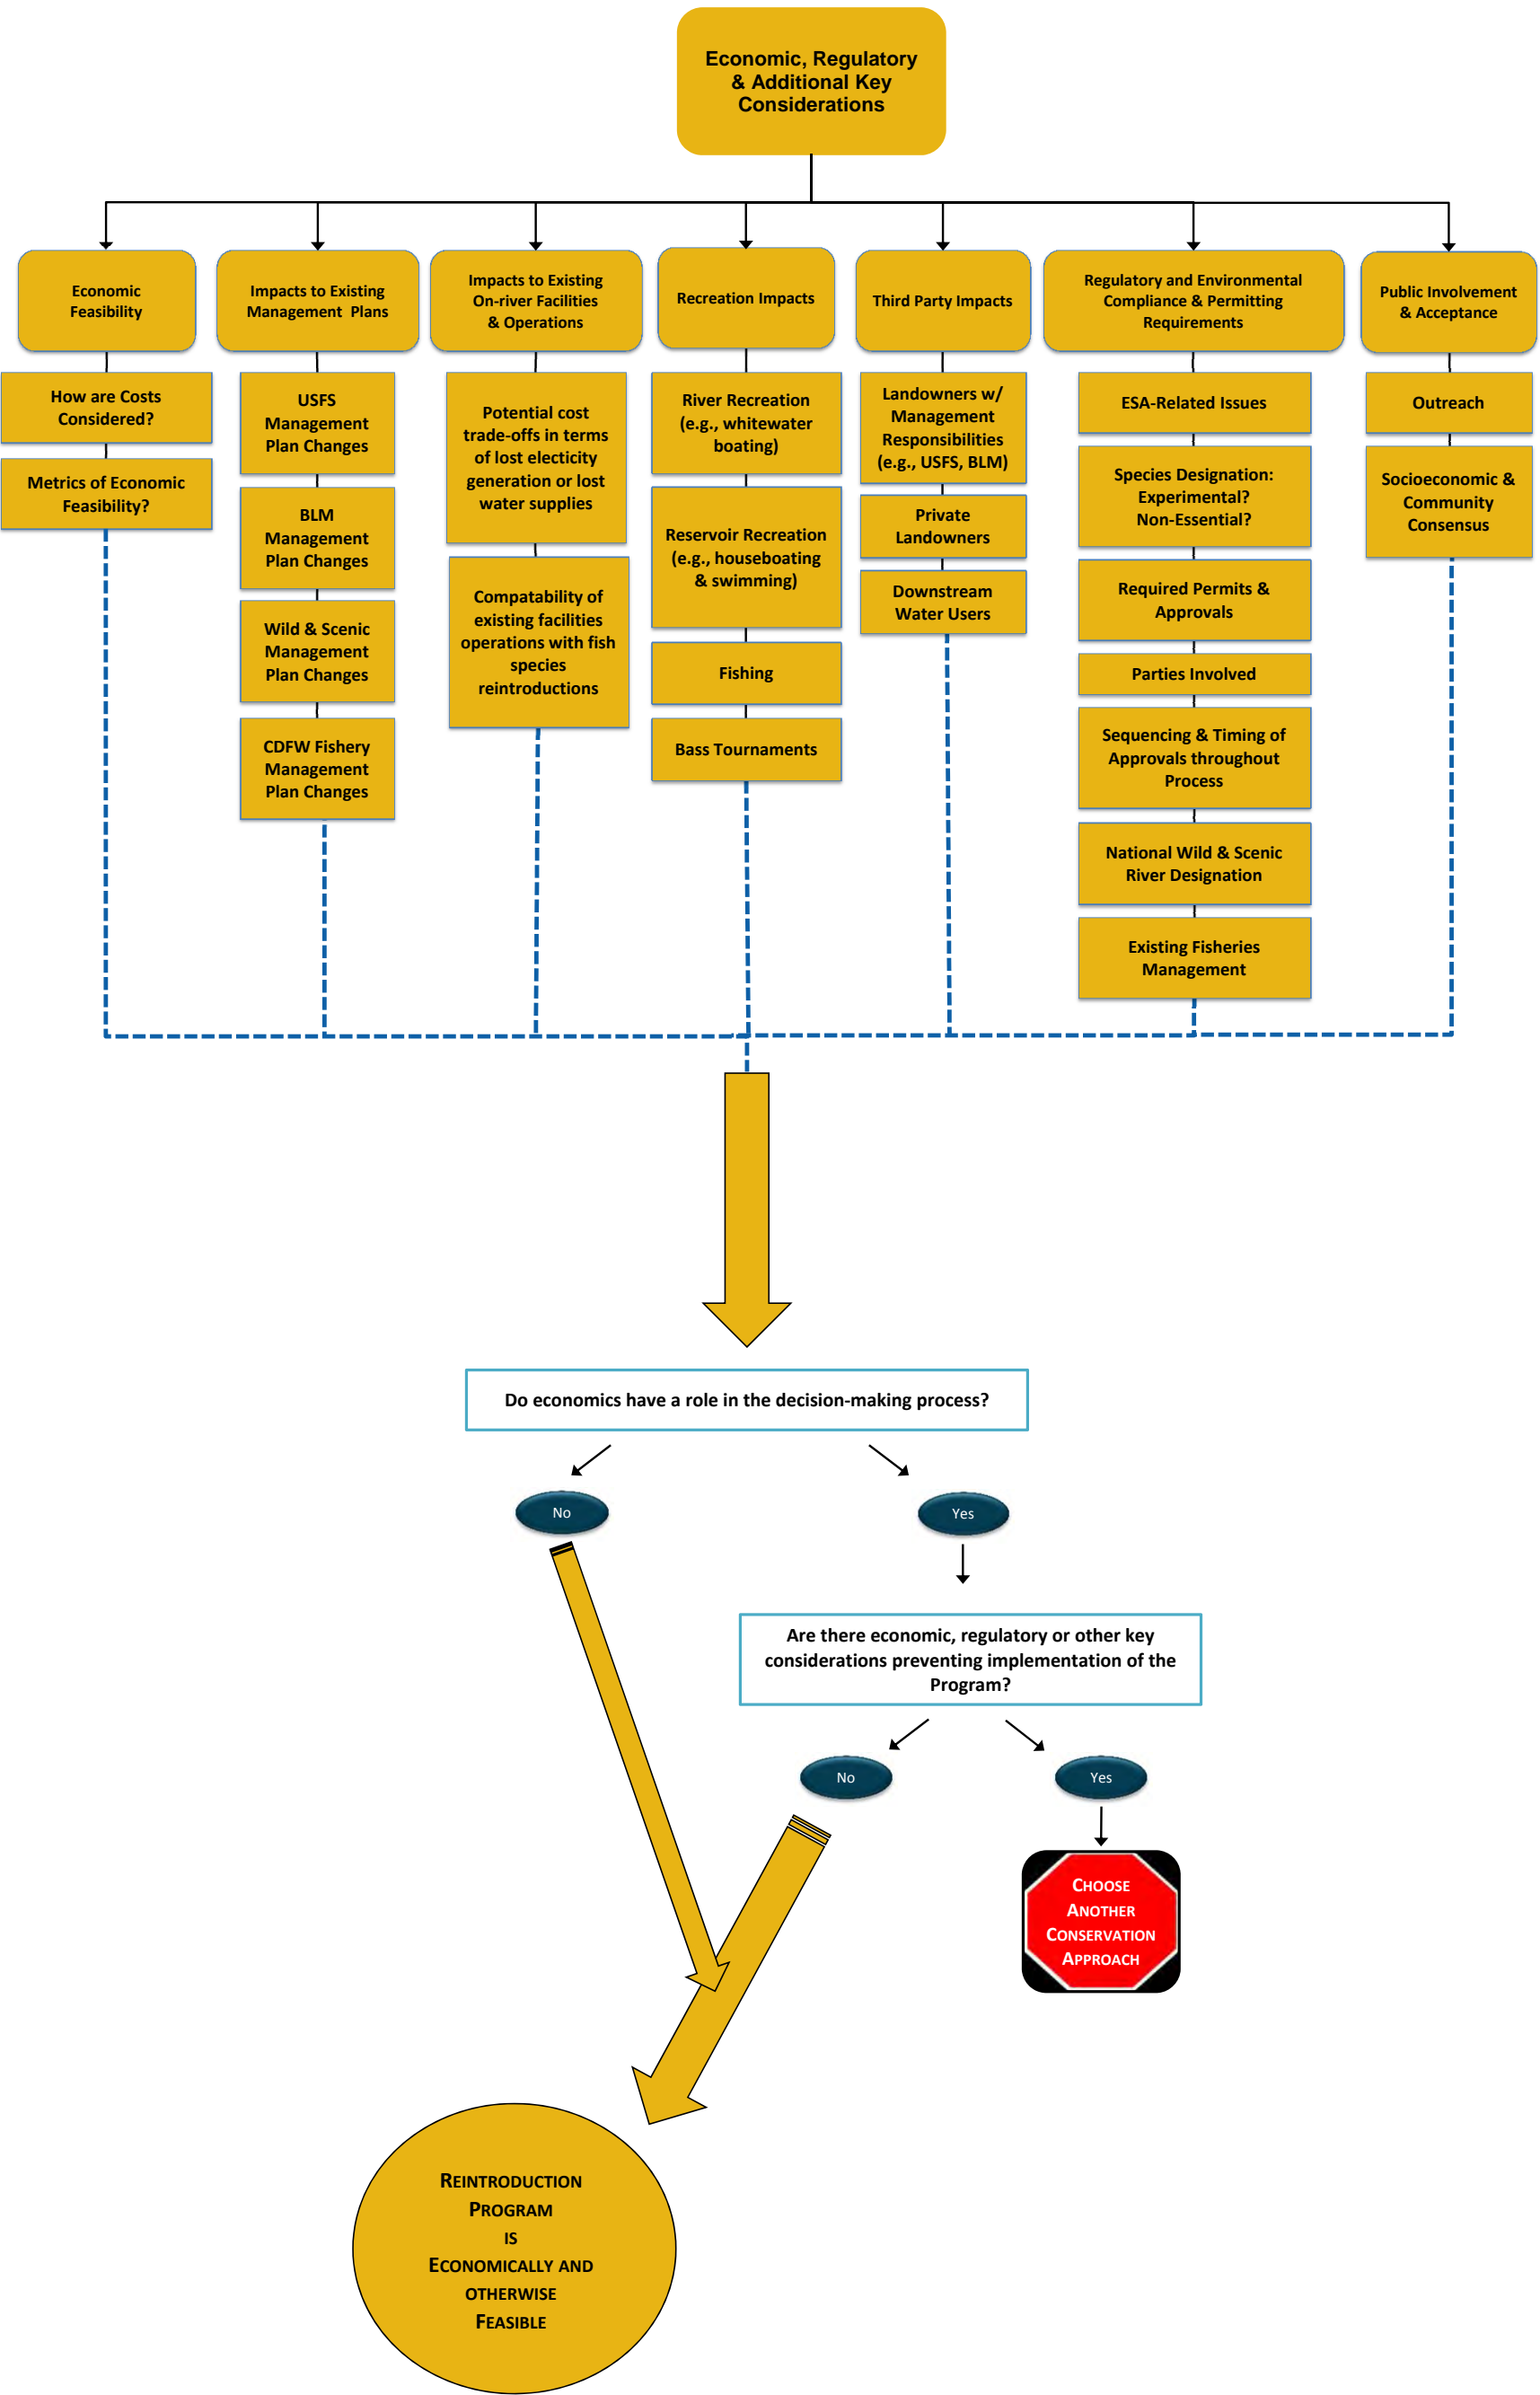 Economic, Regulatory
& Additional Key
Considerations
Economic
Feasibility
Impacts to Existing
Management Plans
Impacts to Existing
On-river Facilities
& Operations
Recreation Impacts
Third Party Impacts
Regulatory and Environmental
Compliance & Permitting
Requirements
Public Involvement
& Acceptance
How are Costs
Considered?
Metrics of Economic
Feasibility?
USFS
Management
Plan Changes
BLM
Management
Plan Changes
Wild & Scenic
Management
Plan Changes
CDFW Fishery
Management
Plan Changes
Potential cost
trade-offs in terms
of lost electicity
generation or lost
water supplies
Compatability of
existing facilities
operations with fish
species
reintroductions
River Recreation
(e.g., whitewater
boating)
Reservoir Recreation
(e.g., houseboating
& swimming)
Fishing
Bass Tournaments
Landowners w/
Management
Responsibilities
(e.g., USFS, BLM)
Private
Landowners
Downstream
Water Users
ESA-Related Issues
Species Designation:
Experimental?
Non-Essential?
Required Permits &
Approvals
Parties Involved
Sequencing & Timing of
Approvals throughout
Process
National Wild & Scenic
River Designation
Existing Fisheries
Management
Outreach
Socioeconomic &
Community
Consensus
Do economics have a role in the decision-making process?
No
Yes
Are there economic, regulatory or other key
considerations preventing implementation of the
Program?
No
Yes
CHOOSE
ANOTHER
CONSERVATION
APPROACH
REINTRODUCTION
PROGRAM
IS
ECONOMICALLY AND
OTHERWISE
FEASIBLE